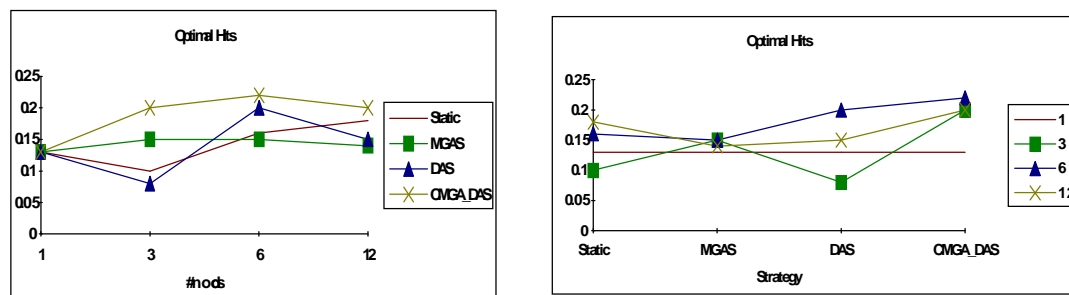 Optimal Hits
0.25
0.2
0.15
0.1
0.05
0
1 3 6 12
#nods
Static
MGAS
DAS
CMGA_DAS
Optimal Hits
0.25
0.2
0.15
0.1
0.05
0
Static MGAS DAS CMGA_DAS
Strategy
1
3
6
12